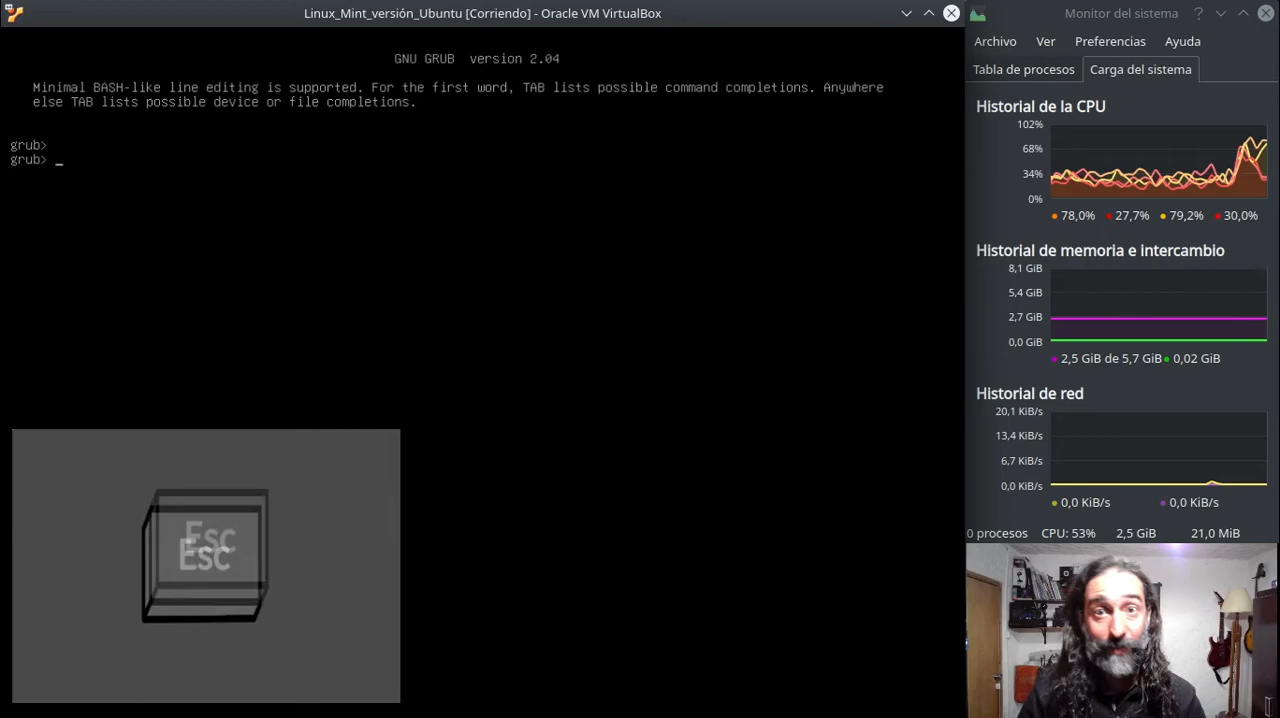 Linux_Mint_versión_Ubuntu [Corriendo] - Oracle VM VirtualBox
GNU GRUB version 2.04
Minimal BASH-like line editing is supported. For the first word, TAB lists possible command completions. Anywhere
else TAB lists possible device or file completions.
grub>
grub> _
Esc
Esc
Monitor del sistema
Archivo Ver Preferencias Ayuda
Tabla de procesos Carga del sistema
Historial de la CPU
102%
68%
34%
0%
78,0% 27,7% 79,2% 30,0%
Historial de memoria e intercambio
8,1 GiB
5,4 GiB
2,7 GiB
0,0 GiB
2,5 GiB de 5,7 GiB 0,02 GiB
Historial de red
20,1 KiB/s
13,4 KiB/s
6,7 KiB/s
0,0 KiB/s
0,0 KiB/s 0,0 KiB/s
0 procesos CPU: 53% 2,5 GiB 21,0 MiB